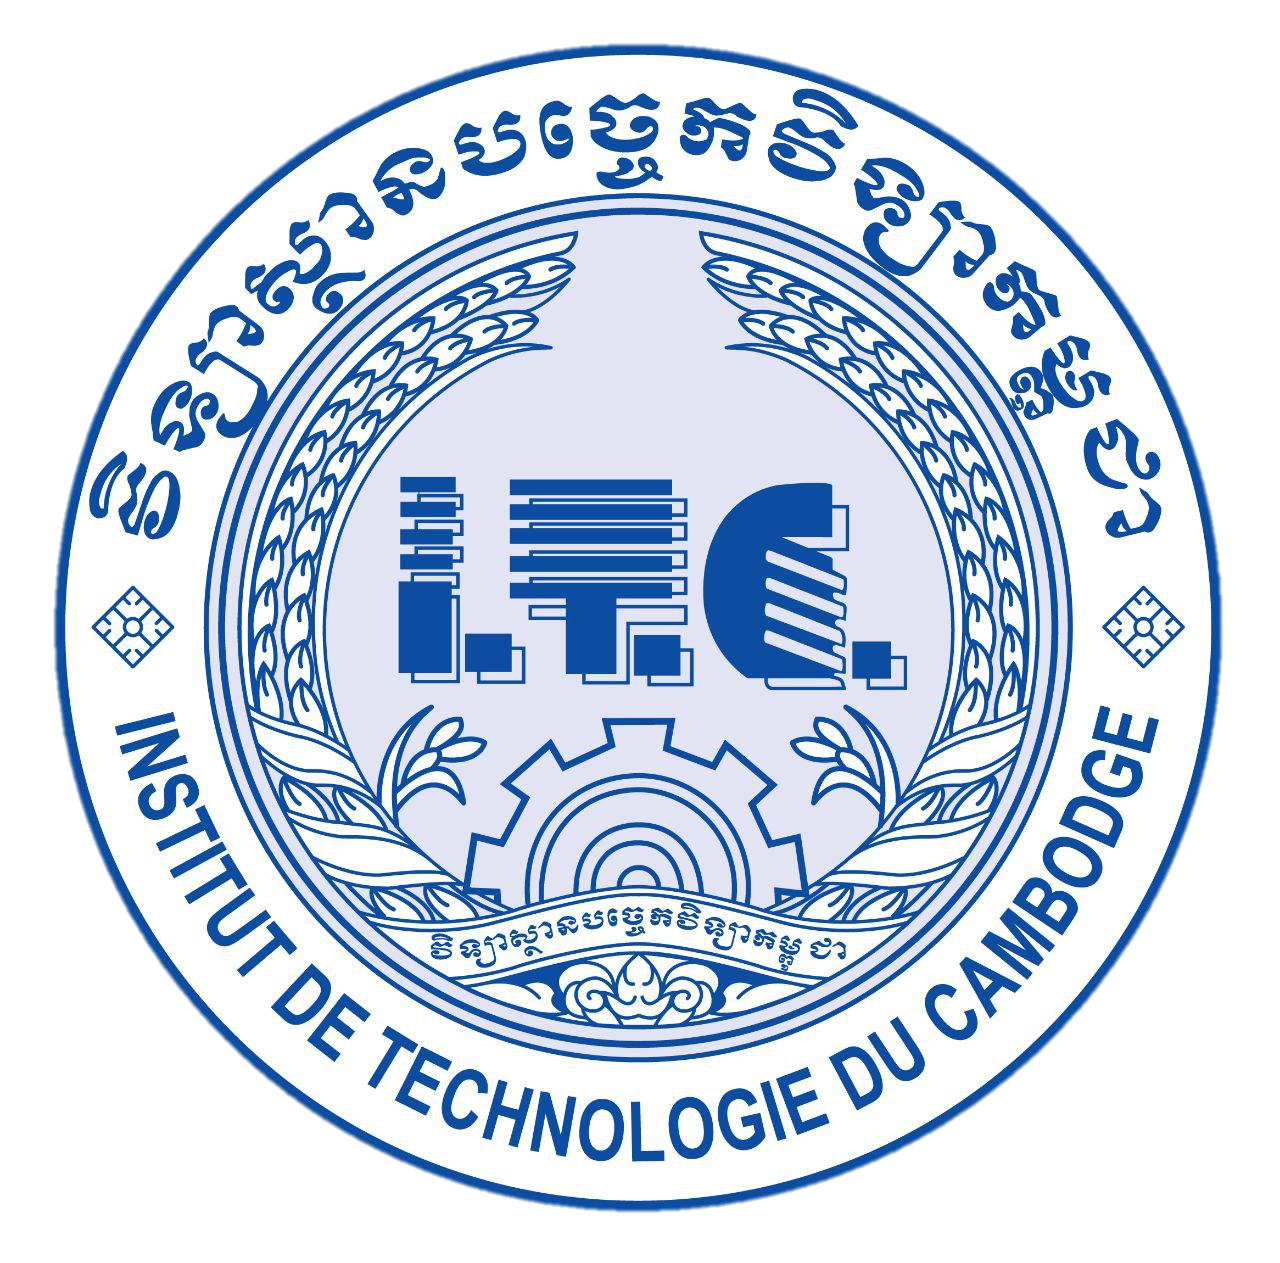 វិទ្យាស្ថានបច្ចេកវិទ្យាកម្ពុជា
I.T.C.
វិទ្យាស្ថានបច្ចេកវិទ្យាកម្ពុជា
INSTITUT DE TECHNOLOGIE DU CAMBODGE